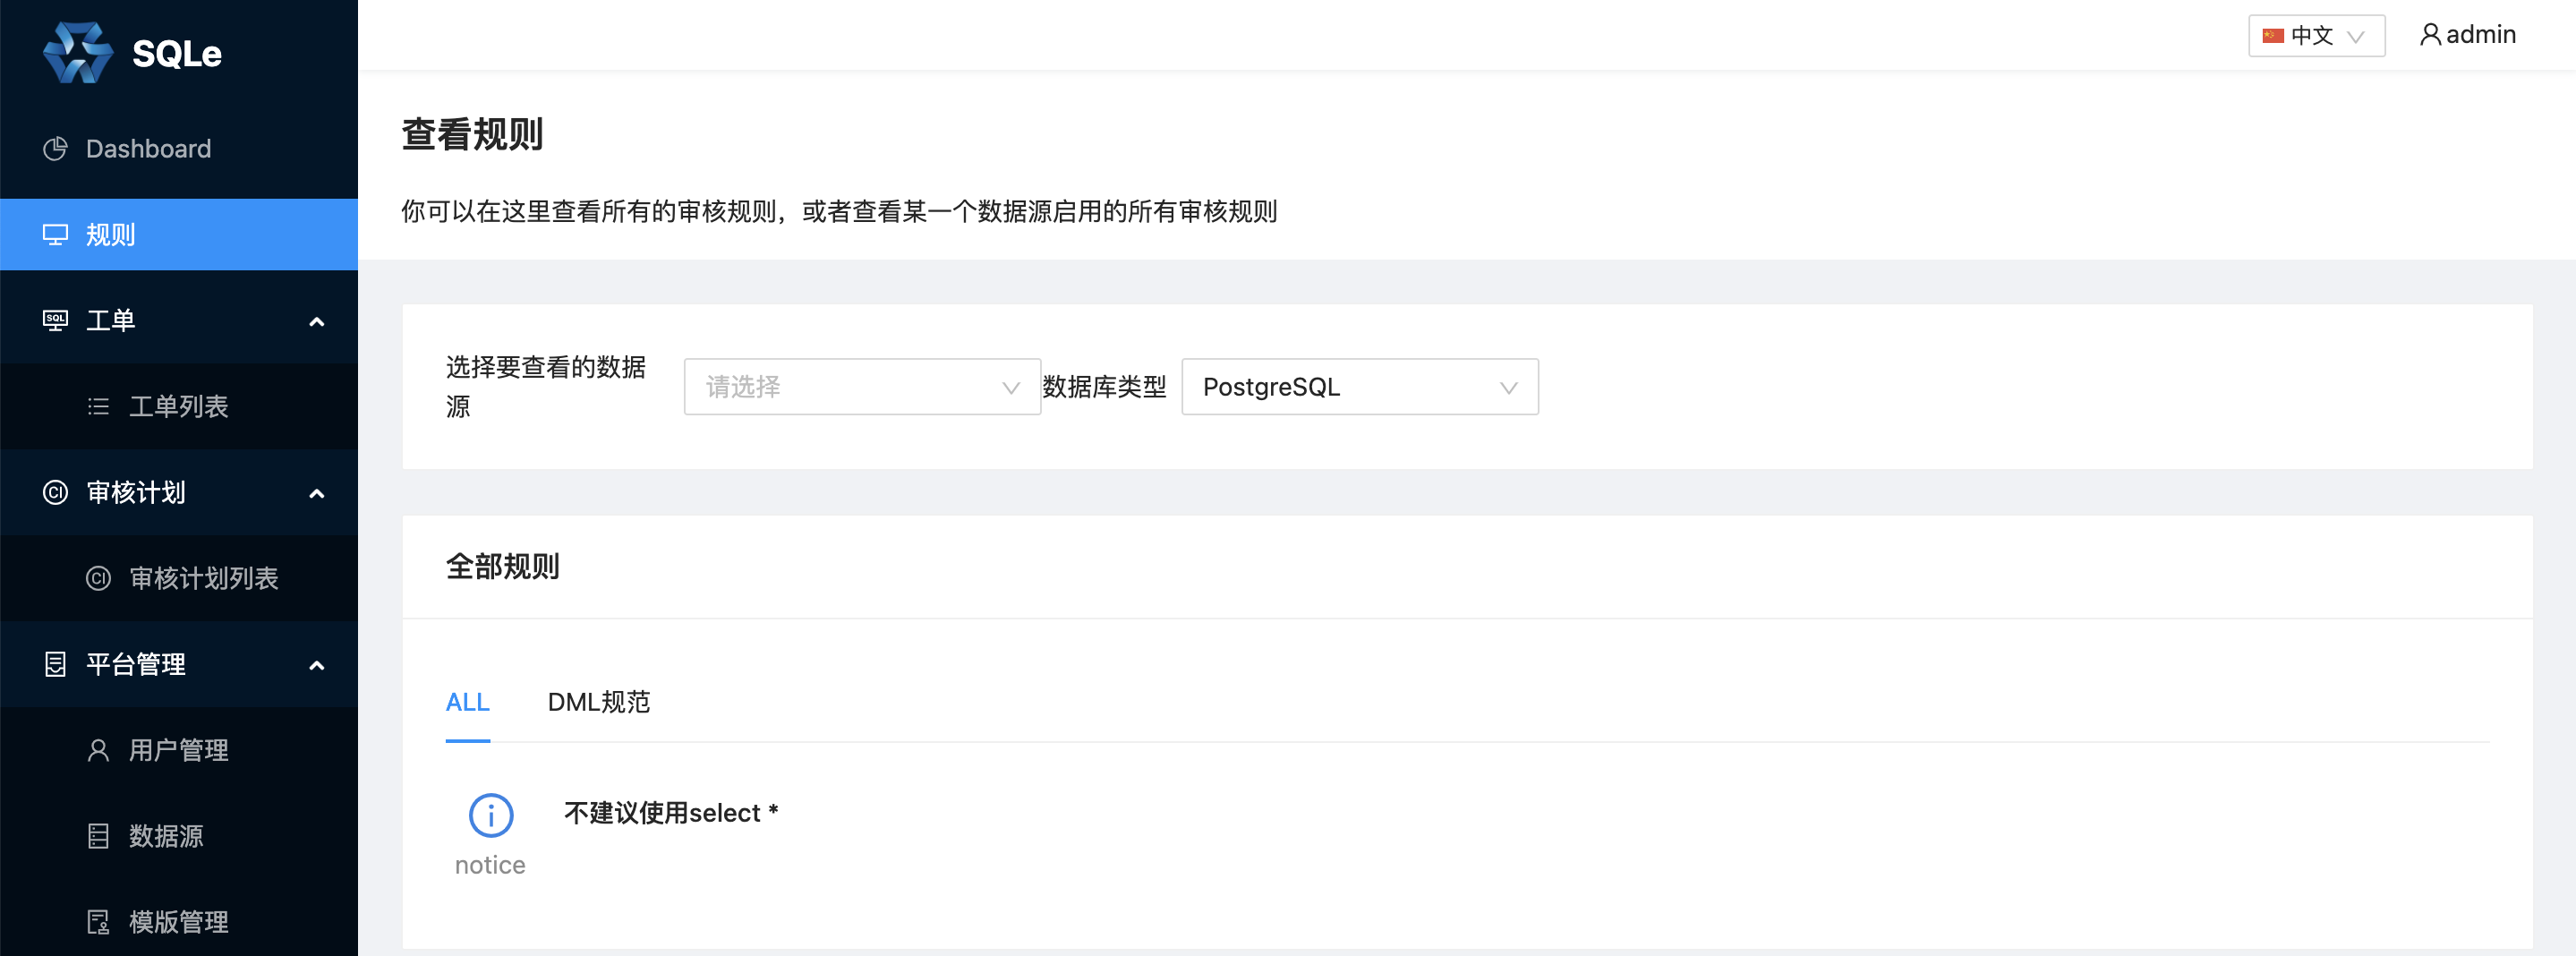 SQLe
中文
admin
Dashboard
规则
工单
工单列表
审核计划
审核计划列表
平台管理
用户管理
数据源
模版管理
查看规则
你可以在这里查看所有的审核规则，或者查看某一个数据源启用的所有审核规则
选择要查看的数据
源
请选择
数据库类型
PostgreSQL
全部规则
ALL
DML规范
不建议使用select *
notice